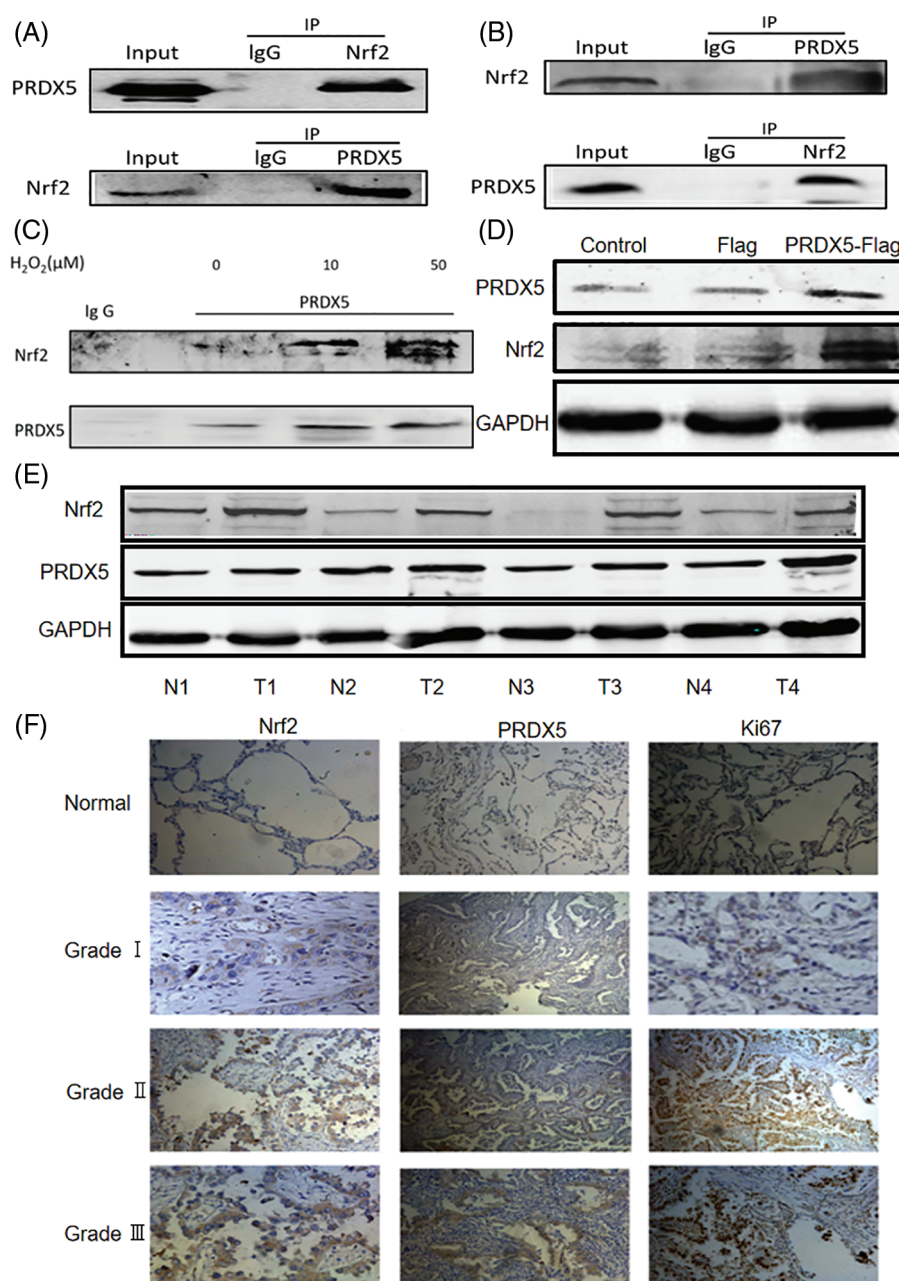 (A)
IP
Input IgG Nrf2
PRDX5
IP
Input IgG PRDX5
Nrf2
(B)
IP
Input IgG PRDX5
Nrf2
IP
Input IgG Nrf2
PRDX5
(C)
H₂O₂(μM) 0 10 50
Ig G PRDX5
Nrf2
PRDX5
(D)
Control Flag PRDX5-Flag
PRDX5
Nrf2
GAPDH
(E)
Nrf2
PRDX5
GAPDH
N1 T1 N2 T2 N3 T3 N4 T4
(F)
Nrf2 PRDX5 Ki67
Normal
Grade Ⅰ
Grade Ⅱ
Grade Ⅲ